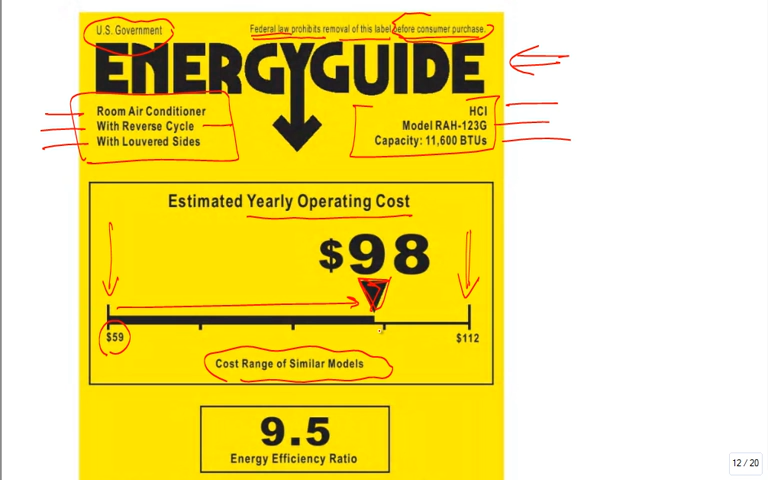 U.S. Government
Federal law prohibits removal of this label before consumer purchase.
ENERGYGUIDE
Room Air Conditioner
With Reverse Cycle
With Louvered Sides
HCI
Model RAH-123G
Capacity: 11,600 BTUs
Estimated Yearly Operating Cost
$98
$59
$112
Cost Range of Similar Models
9.5
Energy Efficiency Ratio
12 / 20